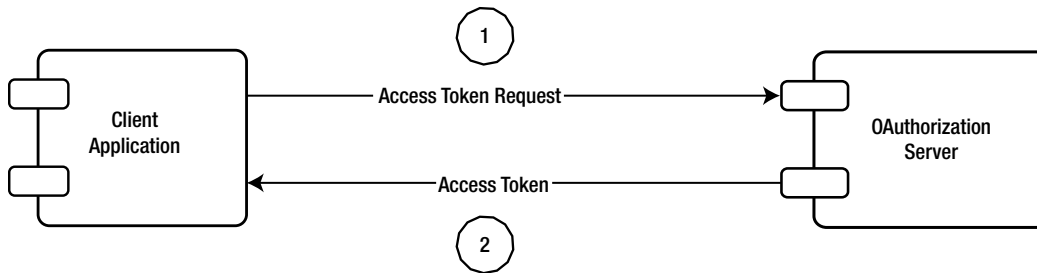 1
Client
Application
Access Token Request
OAuthorization
Server
Access Token
2